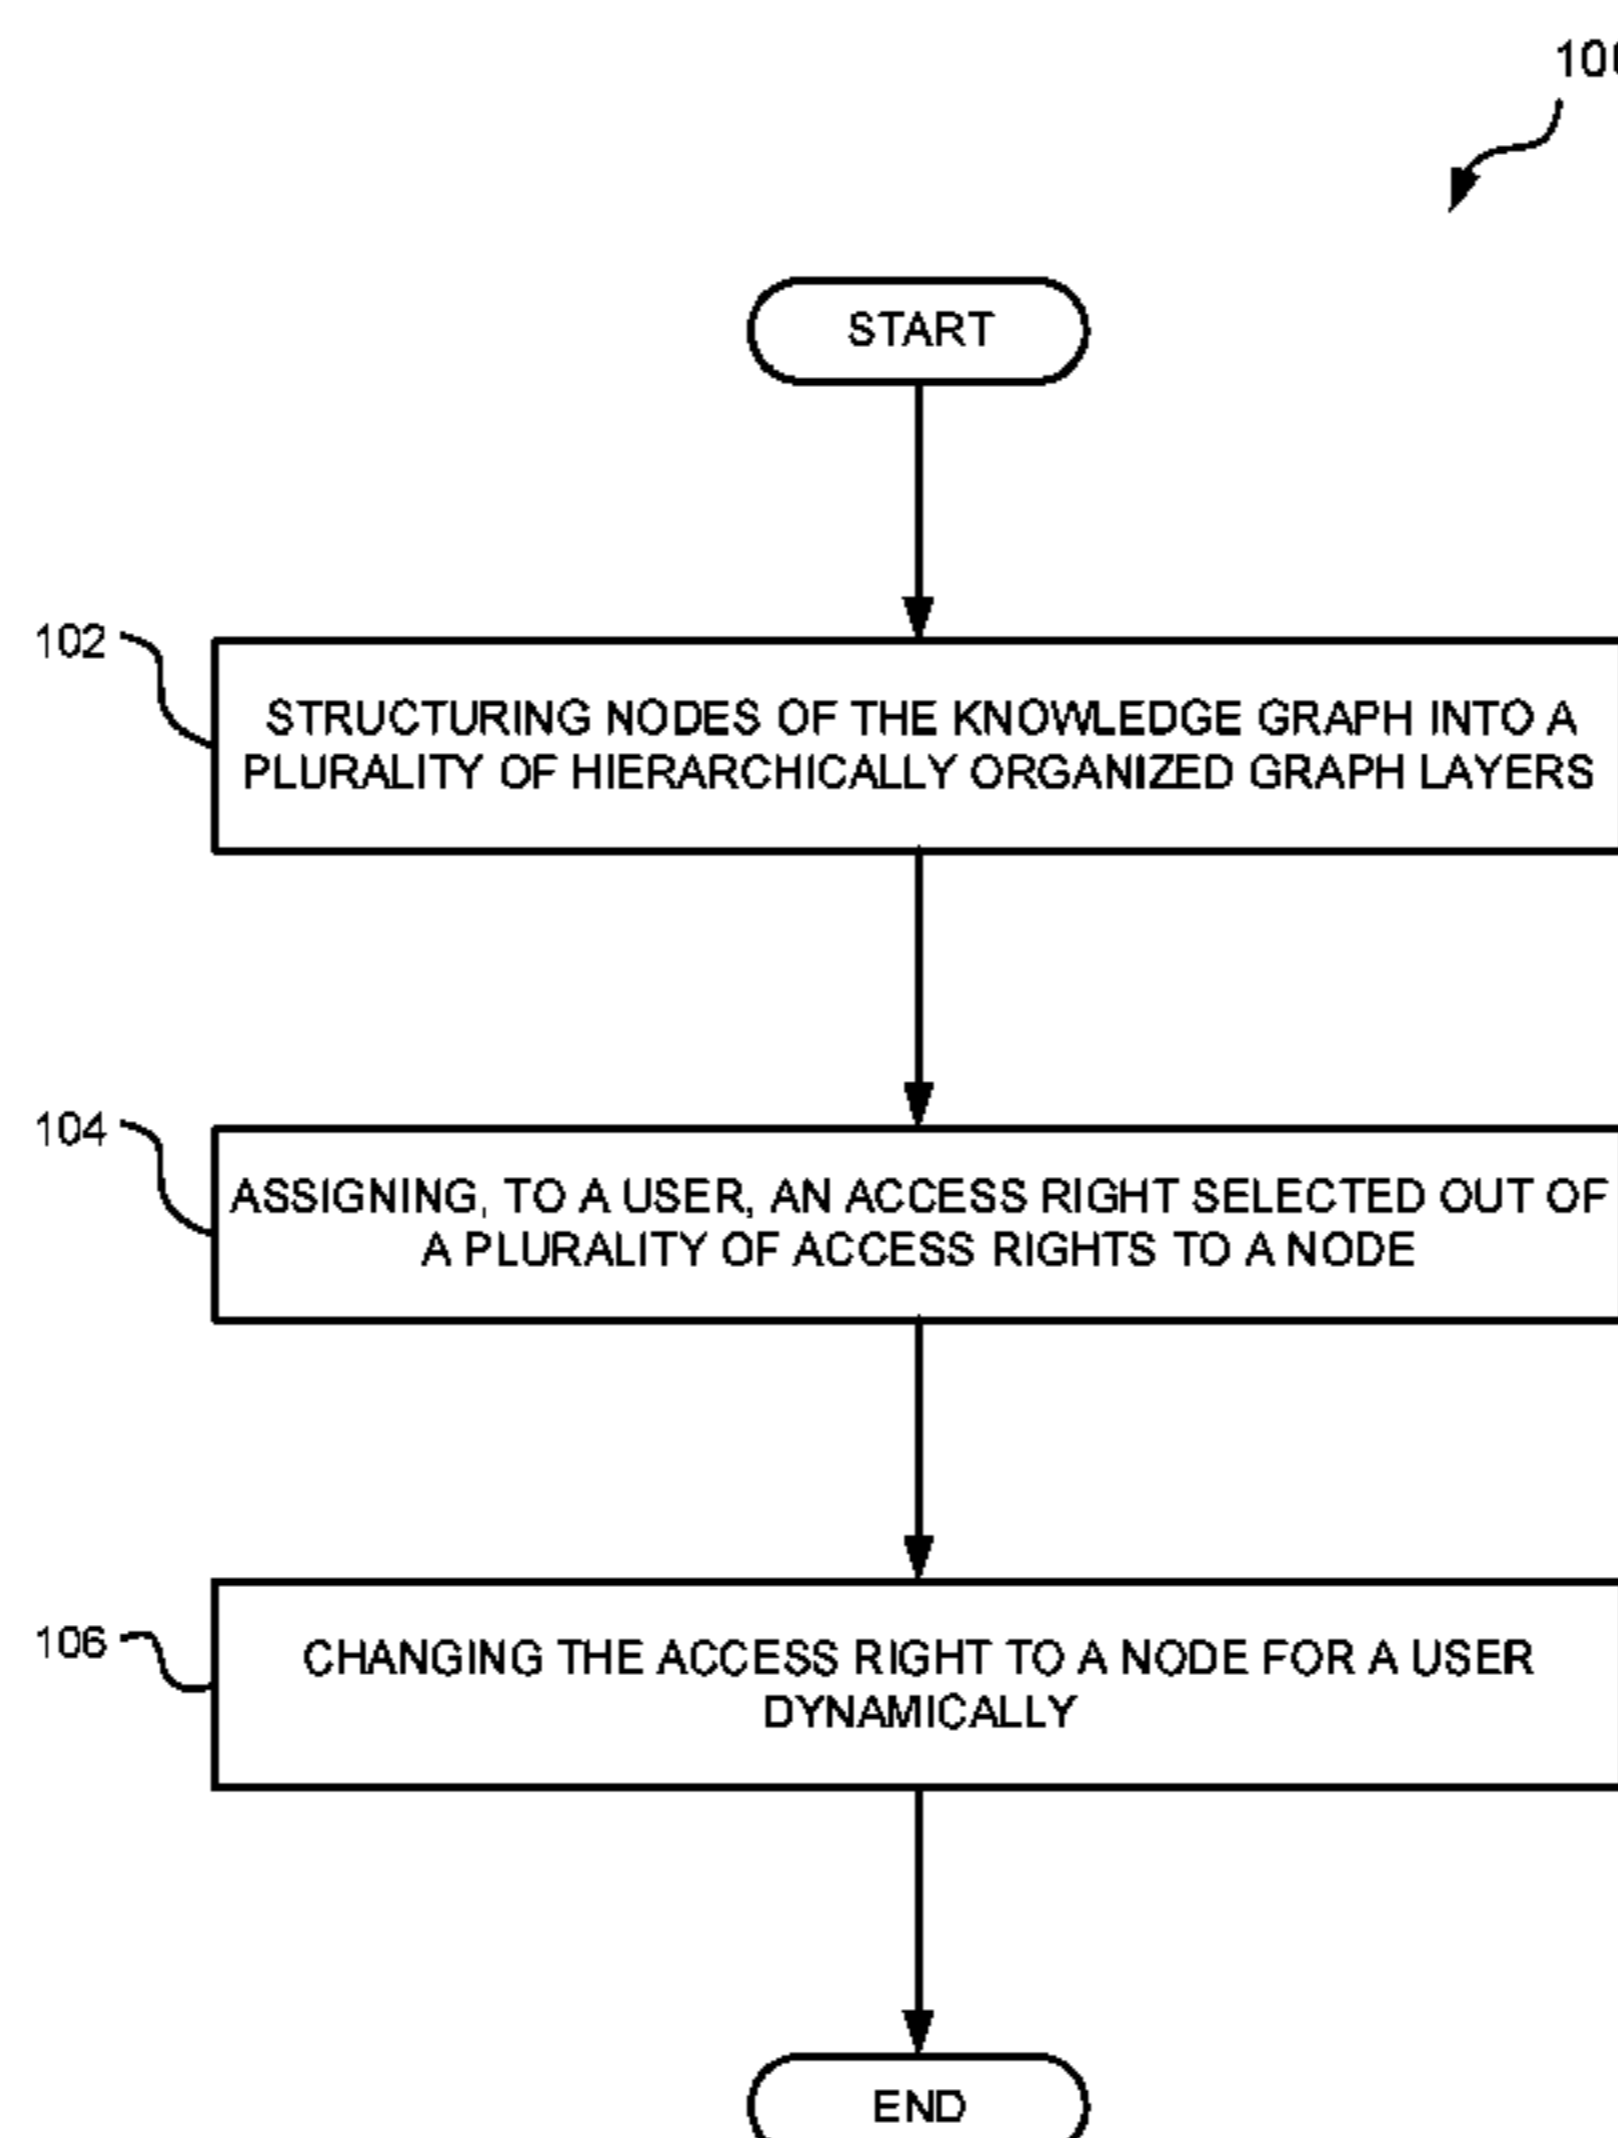 100
START
102
STRUCTURING NODES OF THE KNOWLEDGE GRAPH INTO A
PLURALITY OF HIERARCHICALLY ORGANIZED GRAPH LAYERS
104
ASSIGNING, TO A USER, AN ACCESS RIGHT SELECTED OUT OF
A PLURALITY OF ACCESS RIGHTS TO A NODE
106
CHANGING THE ACCESS RIGHT TO A NODE FOR A USER
DYNAMICALLY
END